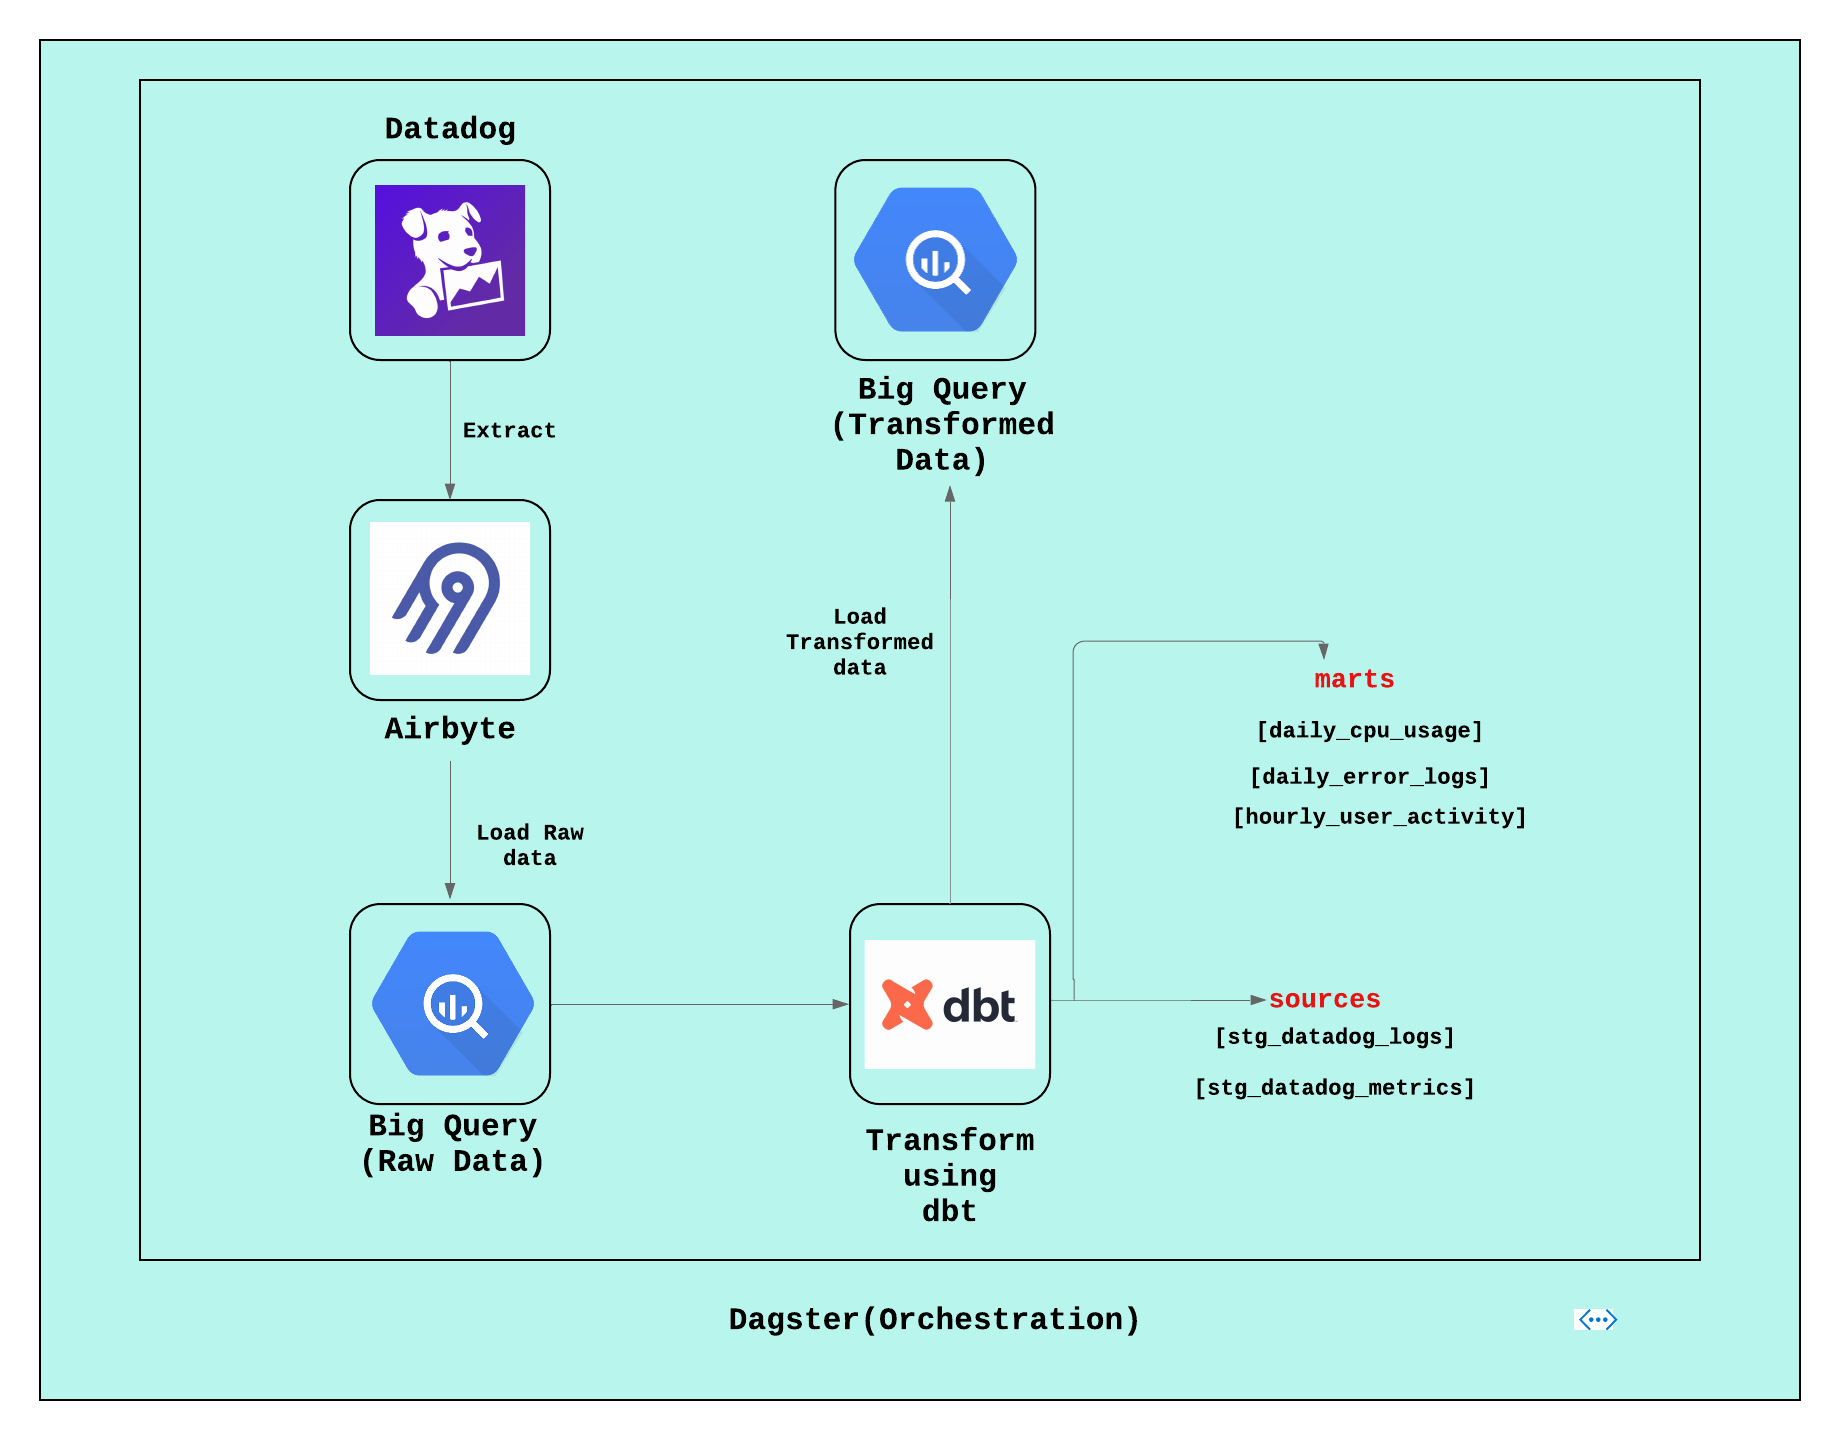 Datadog
Extract
Airbyte
Load Raw
data
Big Query
(Raw Data)
Big Query
(Transformed
Data)
Load
Transformed
data
dbt
Transform
using
dbt
marts
[daily_cpu_usage]
[daily_error_logs]
[hourly_user_activity]
sources
[stg_datadog_logs]
[stg_datadog_metrics]
Dagster(Orchestration)